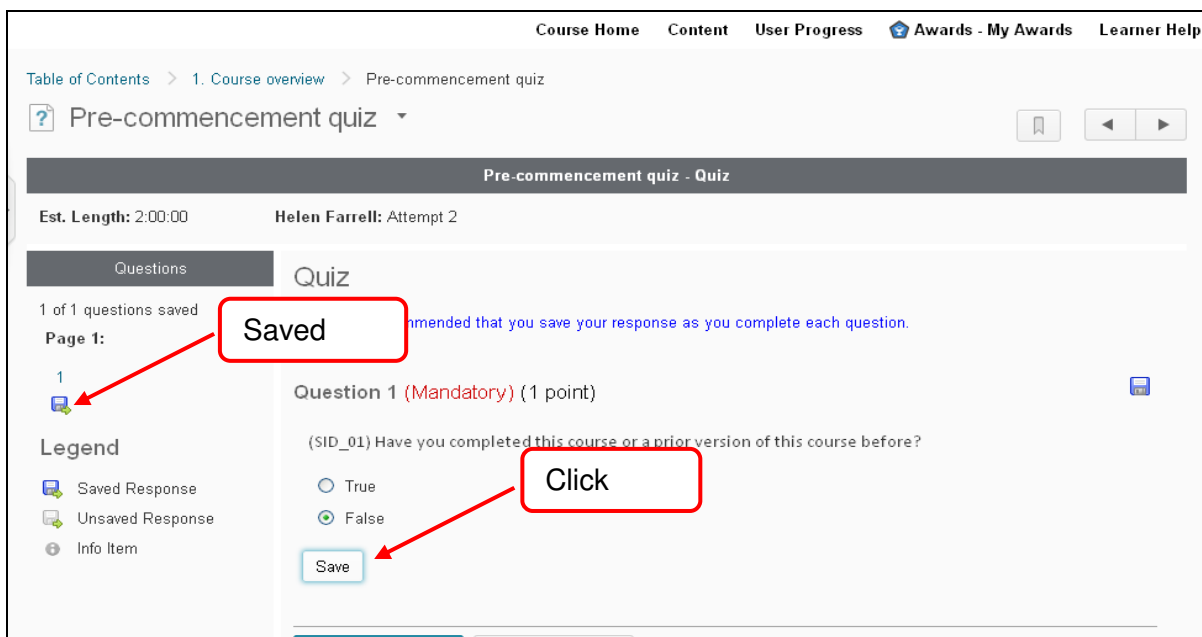 Course Home Content User Progress Awards - My Awards Learner Help
Table of Contents > 1. Course overview > Pre-commencement quiz
Pre-commencement quiz
Pre-commencement quiz - Quiz
Est. Length: 2:00:00 Helen Farrell: Attempt 2
Questions
1 of 1 questions saved
Page 1:
1
Legend
Saved Response
Unsaved Response
Info Item
Quiz
Saved
that you save your response as you complete each question.
Question 1 (Mandatory) (1 point)
(SID_01) Have you completed this course or a prior version of this course before?
True
Click
False
Save